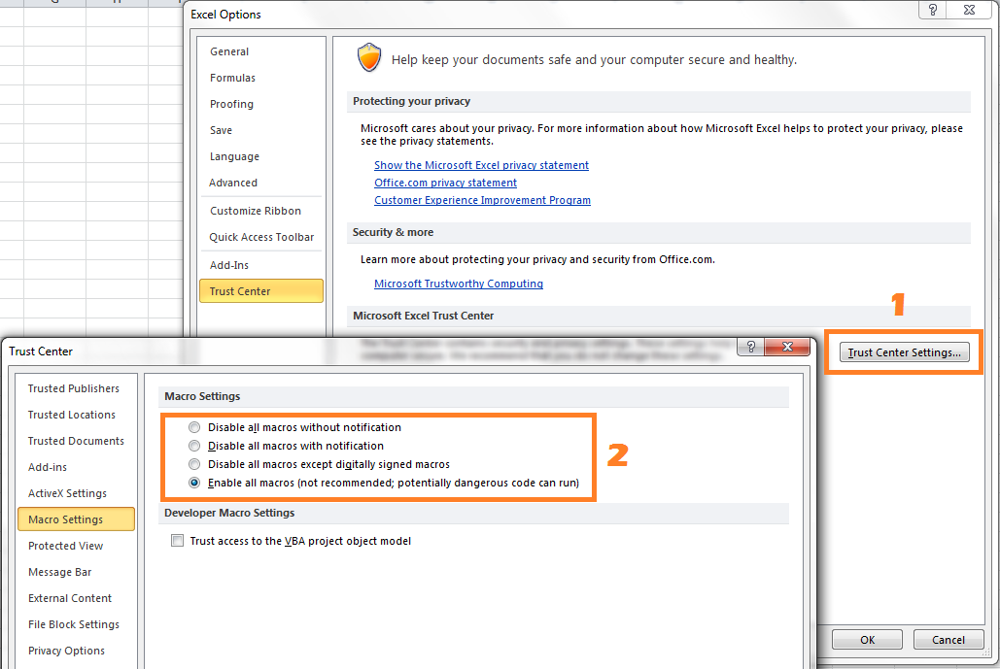 Excel Options
General
Formulas
Proofing
Save
Language
Advanced
Customize Ribbon
Quick Access Toolbar
Add-Ins
Trust Center
Help keep your documents safe and your computer secure and healthy.
Protecting your privacy
Microsoft cares about your privacy. For more information about how Microsoft Excel helps to protect your privacy, please
see the privacy statements.
Show the Microsoft Excel privacy statement
Office.com privacy statement
Customer Experience Improvement Program
Security & more
Learn more about protecting your privacy and security from Office.com.
Microsoft Trustworthy Computing
Microsoft Excel Trust Center
1
Trust Center Settings...
OK
Cancel
Trust Center
Trusted Publishers
Trusted Locations
Trusted Documents
Add-ins
ActiveX Settings
Macro Settings
Protected View
Message Bar
External Content
File Block Settings
Privacy Options
Macro Settings
Disable all macros without notification
Disable all macros with notification
Disable all macros except digitally signed macros
Enable all macros (not recommended; potentially dangerous code can run)
2
Developer Macro Settings
Trust access to the VBA project object model